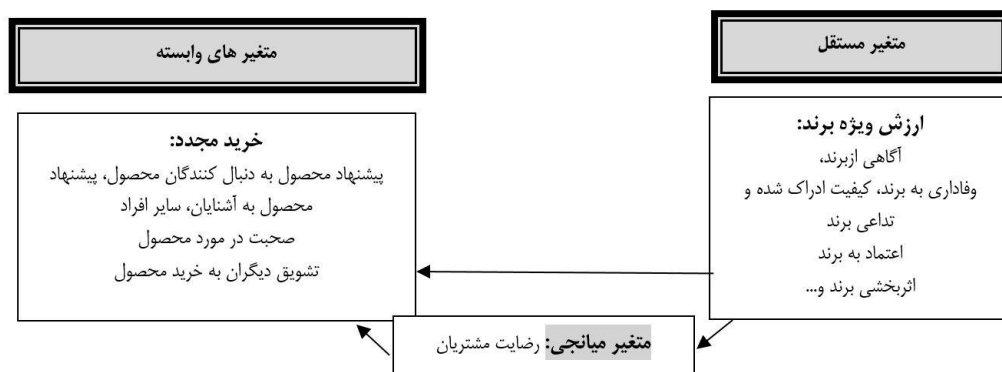 متغیر مستقل
متغیر های وابسته
ارزش ویژه برند:
آگاهی ازبرند،
وفاداری به برند، کیفیت ادراک شده و
تداعی برند
اعتماد به برند
اثربخشی برند و...
خرید مجدد:
پیشنهاد محصول به دنبال کنندگان محصول، پیشنهاد
محصول به آشنایان، سایر افراد
صحبت در مورد محصول
تشویق دیگران به خرید محصول
متغیر میانجی: رضایت مشتریان